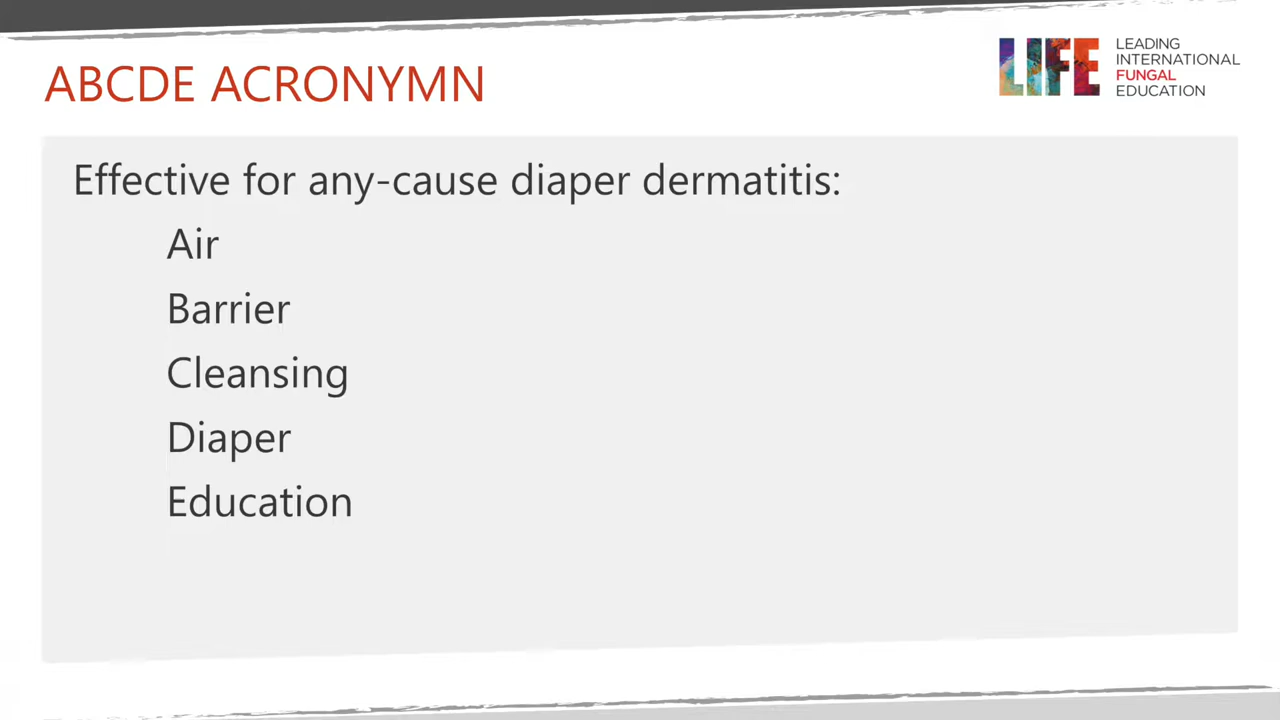 ABCDE ACRONYMN
LIFE
LEADING
INTERNATIONAL
FUNGAL
EDUCATION
Effective for any-cause diaper dermatitis:
Air
Barrier
Cleansing
Diaper
Education